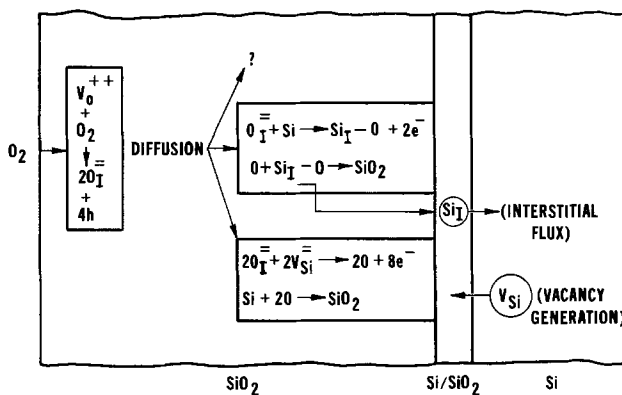 O₂
Vₒ⁺⁺
+
O₂
↓
2O_I⁼
+
4h
DIFFUSION
?
O_I⁼ + Si → Si_I – O + 2e⁻
O + Si_I – O → SiO₂
Si_I
(INTERSTITIAL
FLUX)
2O_I⁼ + 2V_Si⁼ → 2O + 8e⁻
Si + 2O → SiO₂
V_Si
(VACANCY
GENERATION)
SiO₂
Si/SiO₂
Si